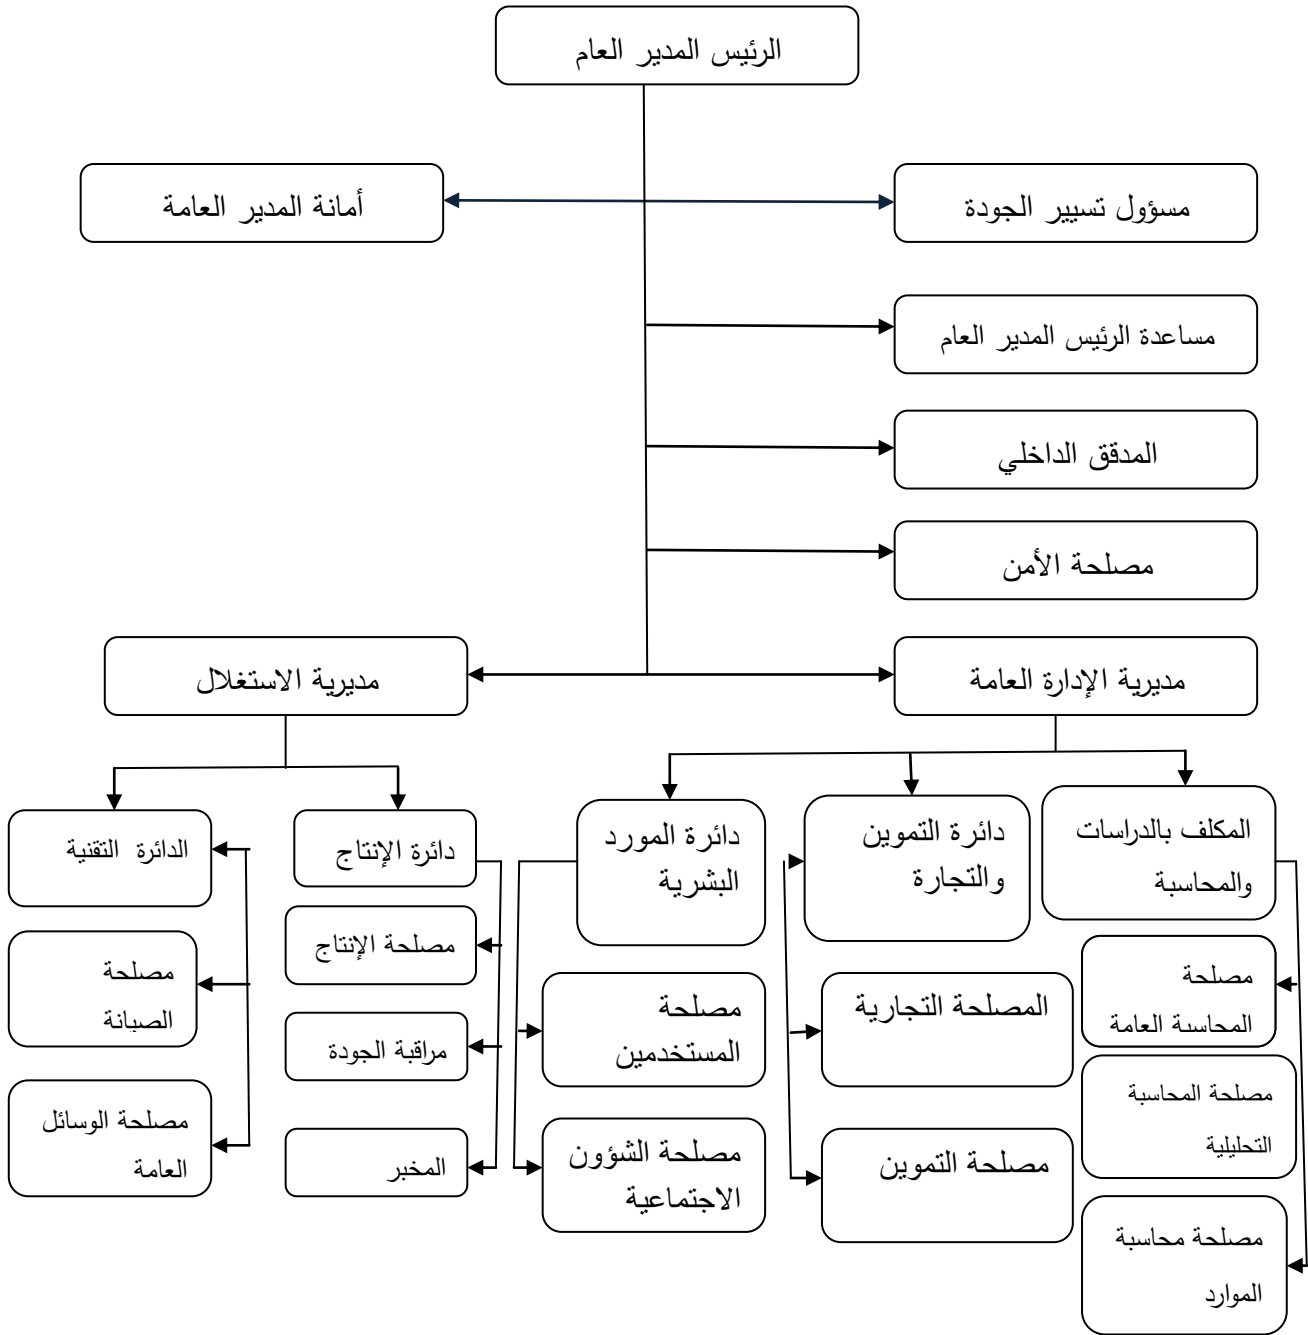 الرئيس المدير العام
مسؤول تسيير الجودة
أمانة المدير العامة
مساعدة الرئيس المدير العام
المدقق الداخلي
مصلحة الأمن
مديرية الإدارة العامة
مديرية الاستغلال
المكلف بالدراسات
والمحاسبة
دائرة التموين
والتجارة
دائرة المورد
البشرية
دائرة الإنتاج
الدائرة التقنية
مصلحة
المحاسبة العامة
المصلحة التجارية
مصلحة
المستخدمين
مصلحة الإنتاج
مصلحة
الصيانة
مصلحة المحاسبة
التحليلية
مراقبة الجودة
مصلحة محاسبة
الموارد
مصلحة التموين
مصلحة الشؤون
الاجتماعية
المخبر
مصلحة الوسائل
العامة